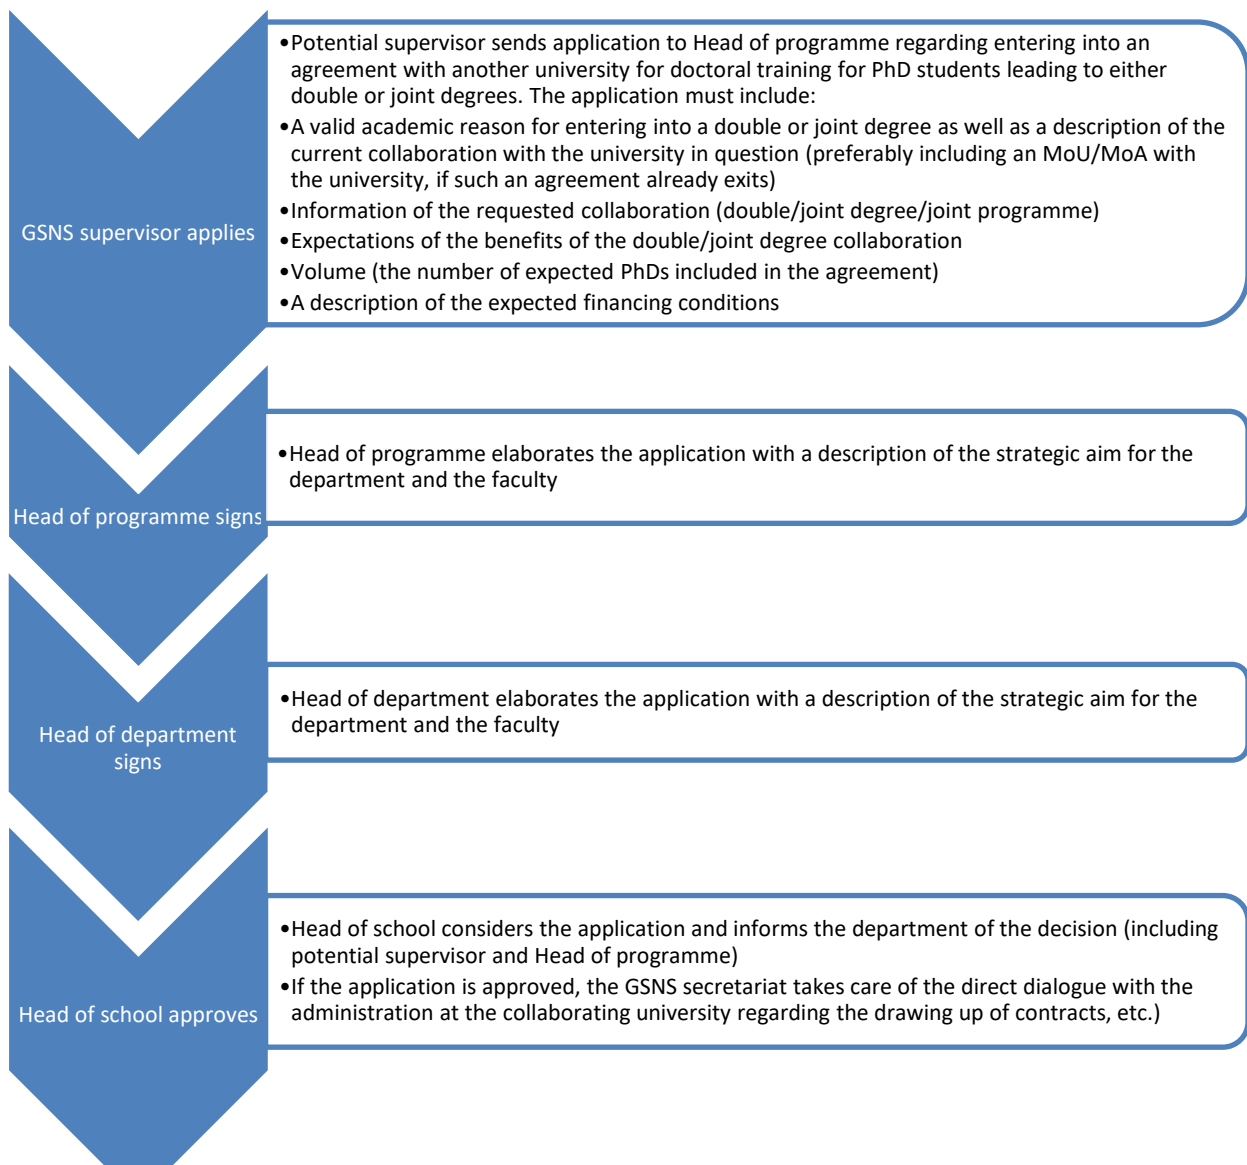 •Potential supervisor sends application to Head of programme regarding entering into an
agreement with another university for doctoral training for PhD students leading to either
double or joint degrees. The application must include:
•A valid academic reason for entering into a double or joint degree as well as a description of the
current collaboration with the university in question (preferably including an MoU/MoA with
the university, if such an agreement already exits)
•Information of the requested collaboration (double/joint degree/joint programme)
•Expectations of the benefits of the double/joint degree collaboration
•Volume (the number of expected PhDs included in the agreement)
•A description of the expected financing conditions
GSNS supervisor applies
•Head of programme elaborates the application with a description of the strategic aim for the
department and the faculty
Head of programme signs
•Head of department elaborates the application with a description of the strategic aim for the
department and the faculty
Head of department
signs
•Head of school considers the application and informs the department of the decision (including
potential supervisor and Head of programme)
•If the application is approved, the GSNS secretariat takes care of the direct dialogue with the
administration at the collaborating university regarding the drawing up of contracts, etc.)
Head of school approves